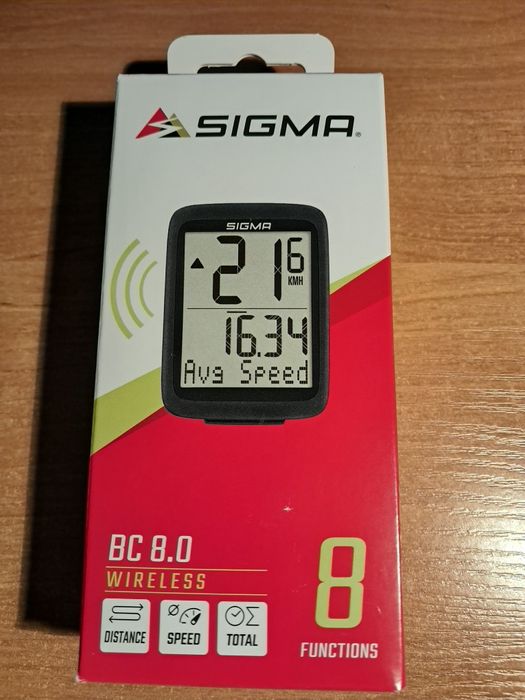 SIGMA®
SIGMA
▲ 21 6
KMH
16.34
Avg Speed
BC 8.0
WIRELESS
DISTANCE
SPEED
TOTAL
8
FUNCTIONS